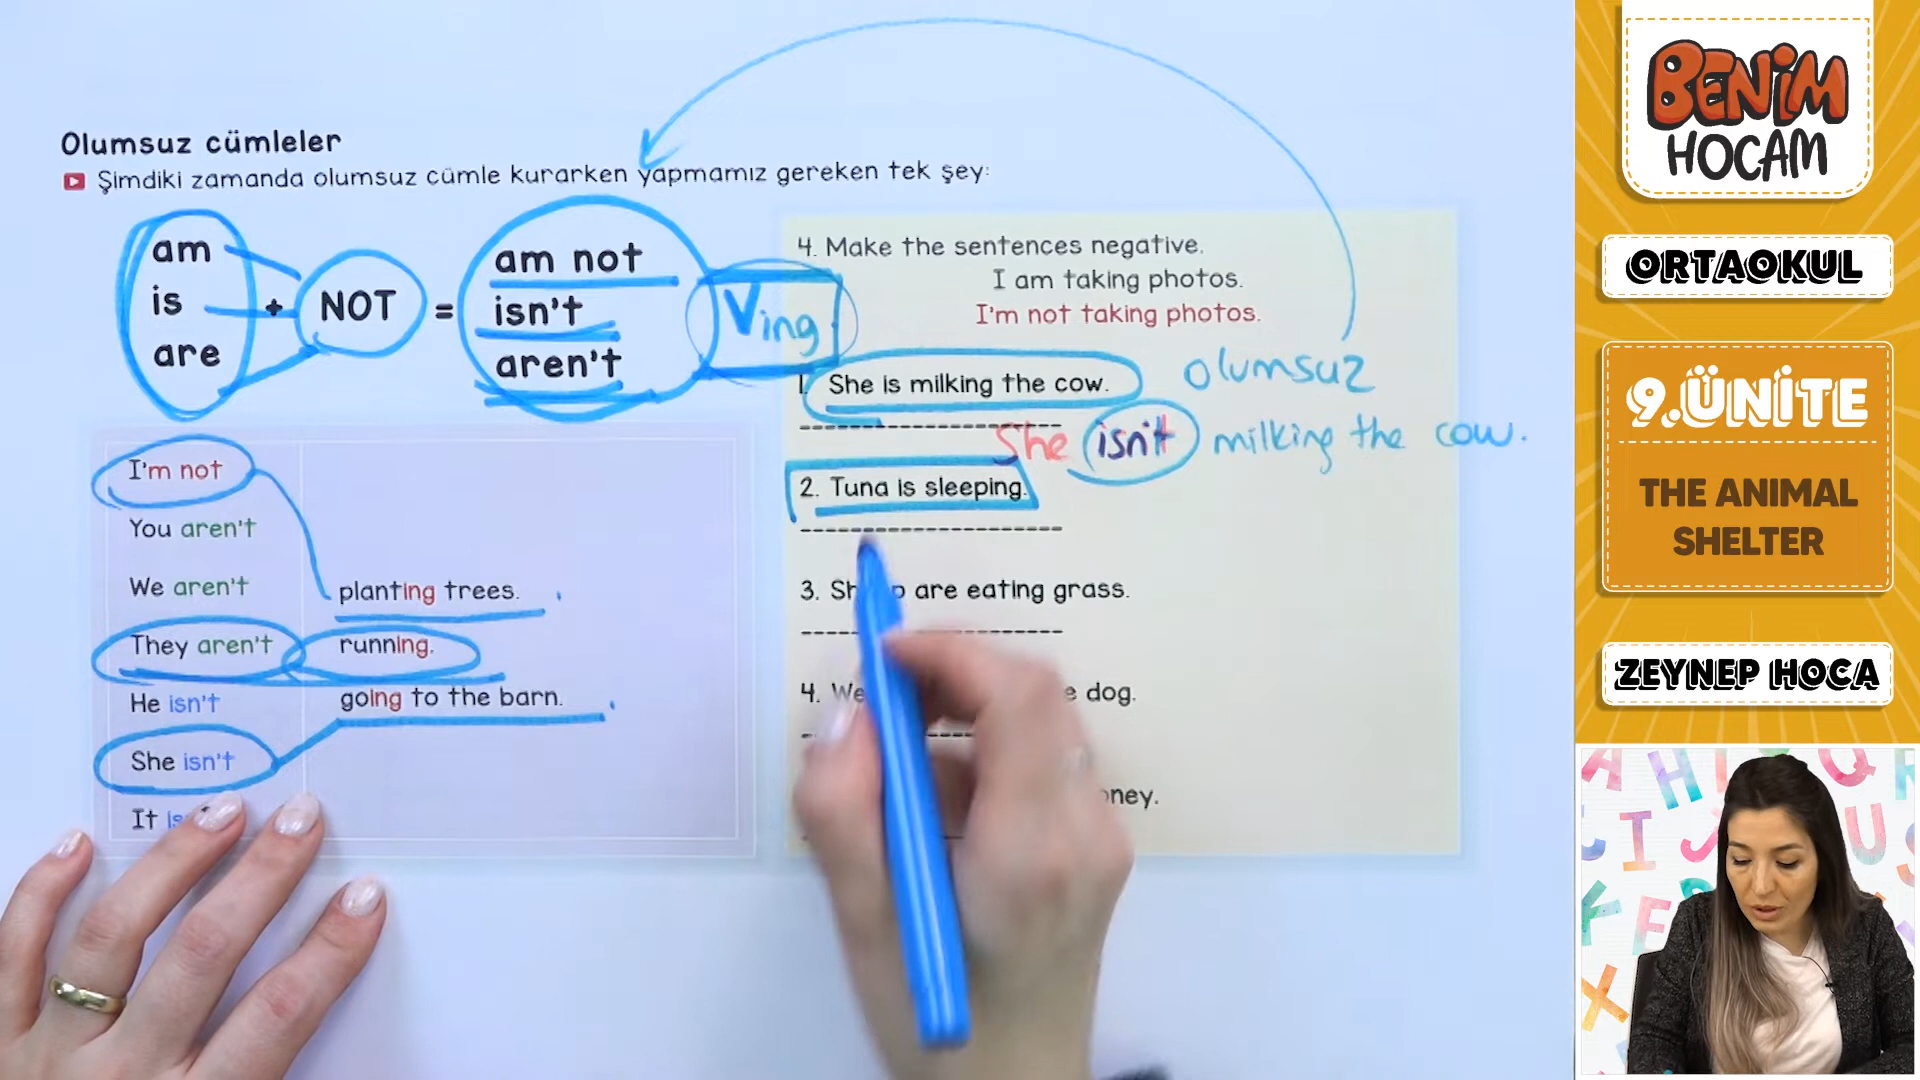 Olumsuz cümleler
Şimdiki zamanda olumsuz cümle kurarken yapmamız gereken tek şey:
am
is
are
+
NOT
=
am not
isn't
aren't
Ving
I'm not
You aren't
We aren't
They aren't
He isn't
She isn't
It
planting trees.
running.
going to the barn.
4. Make the sentences negative.
I am taking photos.
I'm not taking photos.
1. She is milking the cow.
olumsuz
She isn't milking the cow.
2. Tuna is sleeping.
3. are eating grass.
4. We dog.
BENİM
HOCAM
ORTAOKUL
9.ÜNİTE
THE ANIMAL
SHELTER
ZEYNEP HOCA